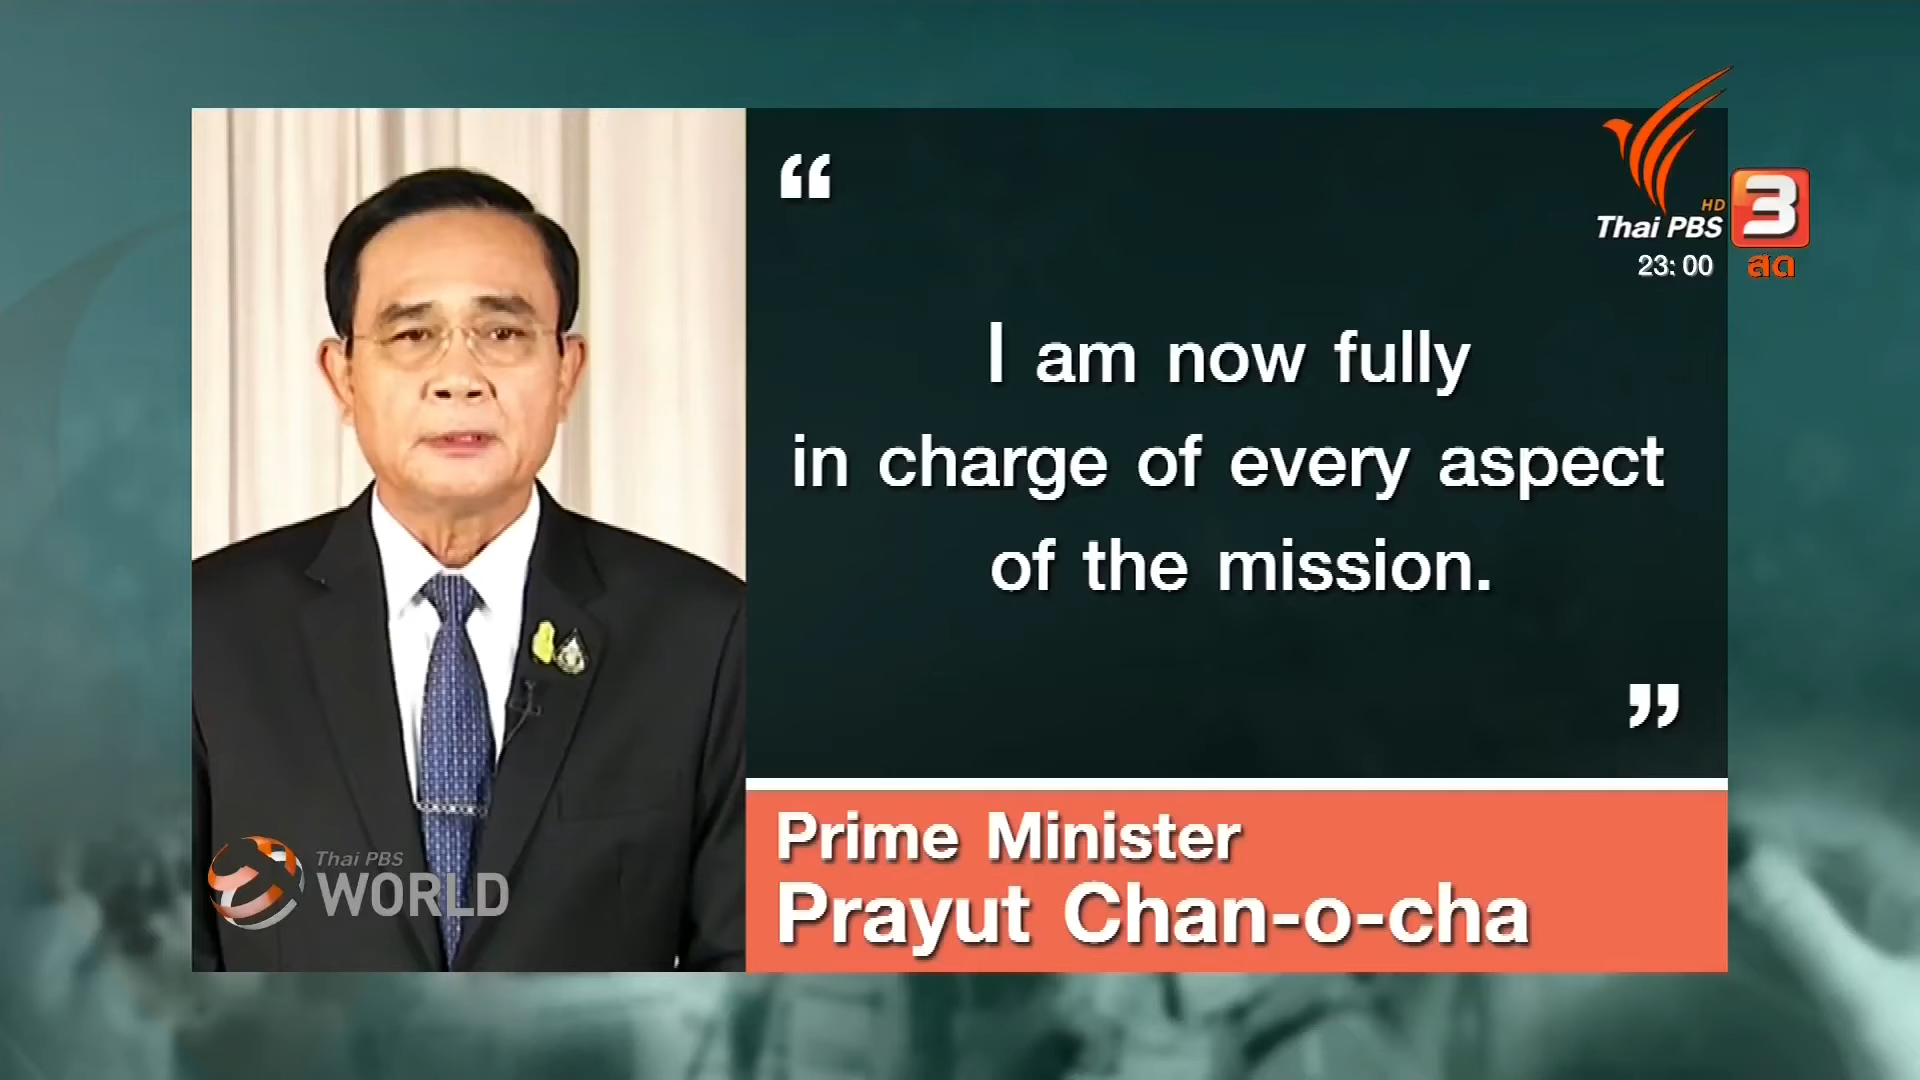 “
I am now fully
in charge of every aspect
of the mission.
”
Prime Minister
Prayut Chan-o-cha
HD
Thai PBS
3
23: 00
สด
Thai PBS
WORLD